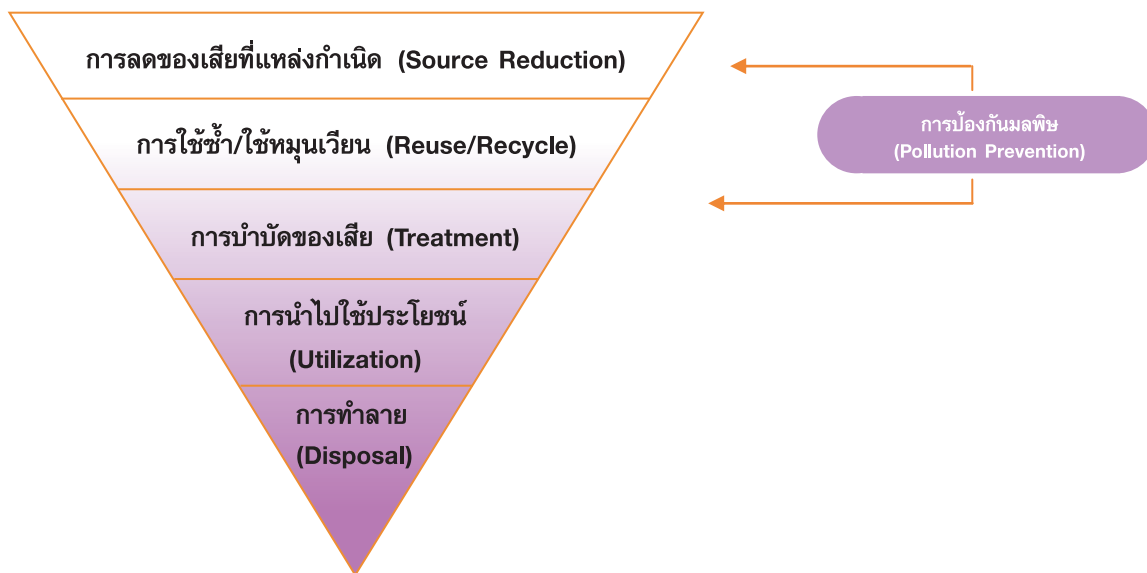 การลดของเสียที่แหล่งกำเนิด (Source Reduction)
การใช้ซ้ำ/ใช้หมุนเวียน (Reuse/Recycle)
การบำบัดของเสีย (Treatment)
การนำไปใช้ประโยชน์
(Utilization)
การทำลาย
(Disposal)
การป้องกันมลพิษ
(Pollution Prevention)